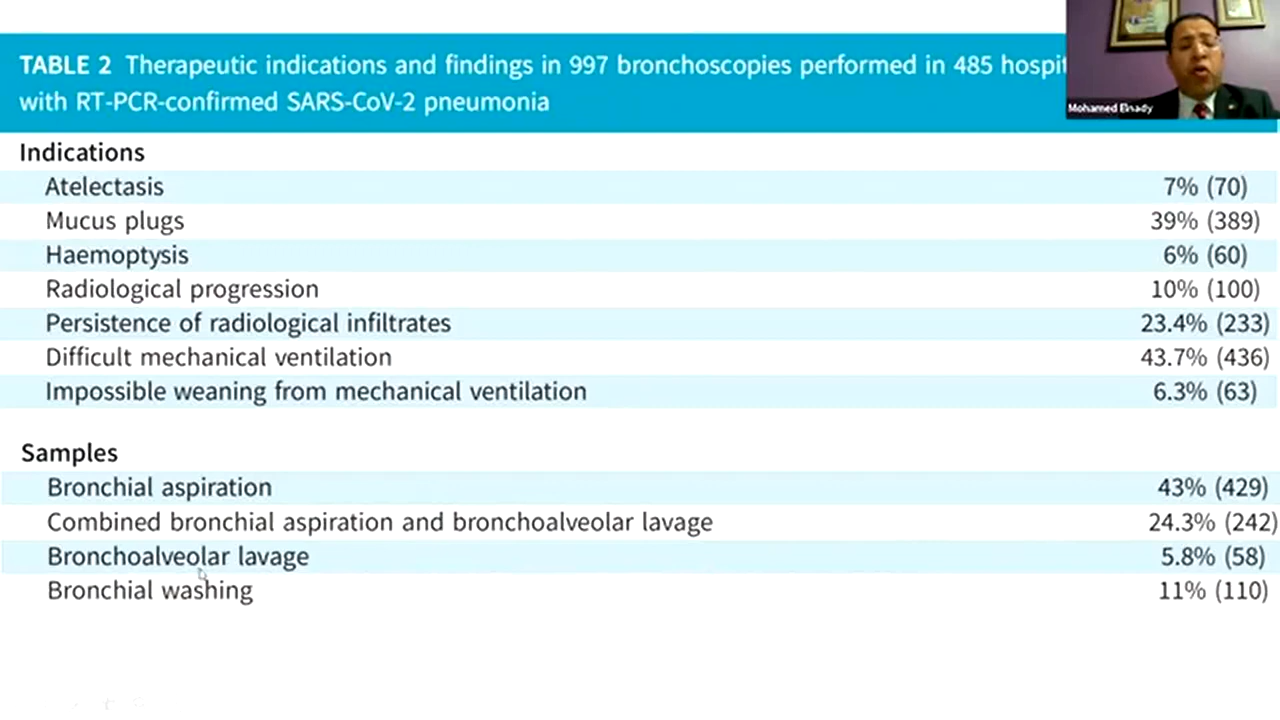 TABLE 2 Therapeutic indications and findings in 997 bronchoscopies performed in 485
with RT-PCR-confirmed SARS-CoV-2 pneumonia
Mohamed Elnady
Indications
Atelectasis 7% (70)
Mucus plugs 39% (389)
Haemoptysis 6% (60)
Radiological progression 10% (100)
Persistence of radiological infiltrates 23.4% (233)
Difficult mechanical ventilation 43.7% (436)
Impossible weaning from mechanical ventilation 6.3% (63)
Samples
Bronchial aspiration 43% (429)
Combined bronchial aspiration and bronchoalveolar lavage 24.3% (242)
Bronchoalveolar lavage 5.8% (58)
Bronchial washing 11% (110)